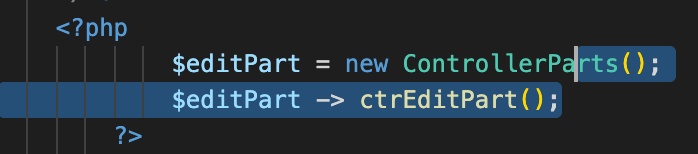 <?php
$editPart = new ControllerParts();
$editPart -> ctrEditPart();
?>